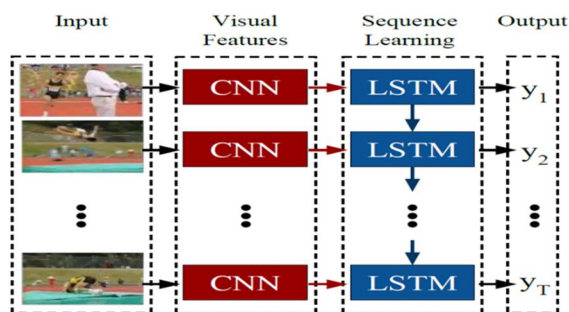 Input
Visual
Features
Sequence
Learning
Output
CNN
LSTM
y1
CNN
LSTM
y2
CNN
LSTM
yT